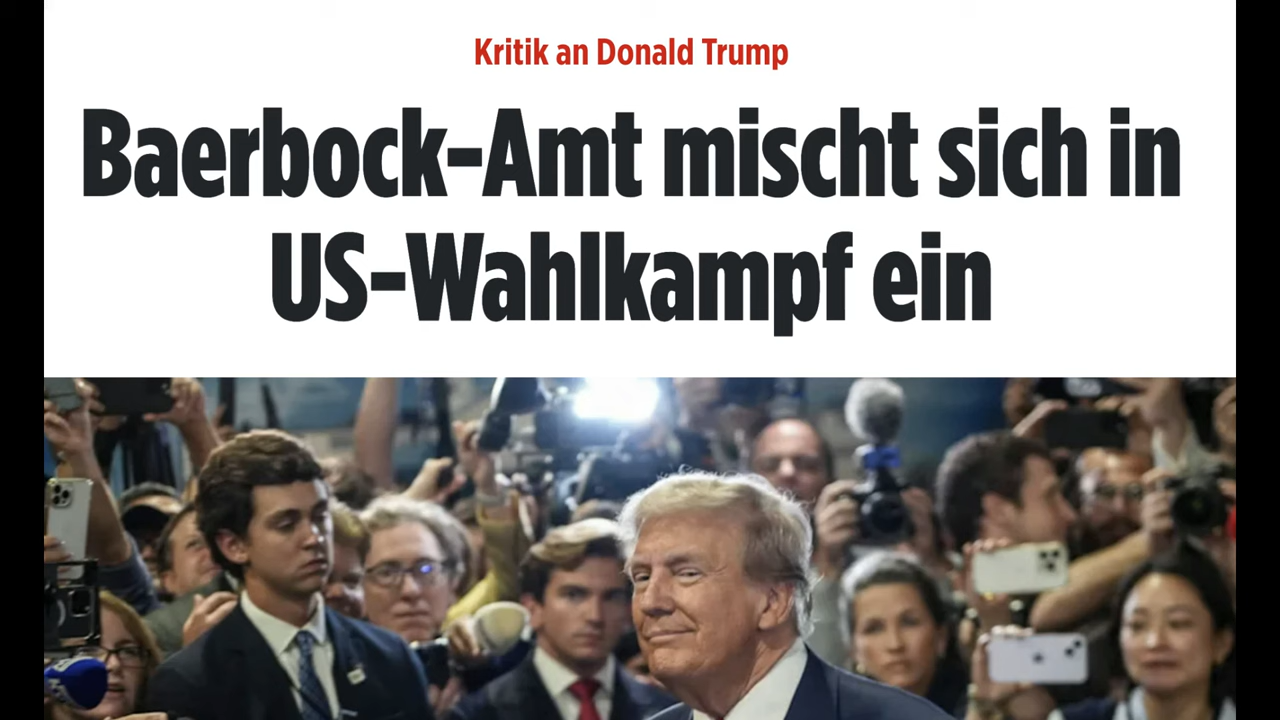 Kritik an Donald Trump
Baerbock-Amt mischt sich in
US-Wahlkampf ein